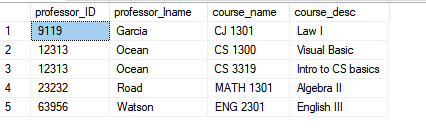 professor_ID professor_lname course_name course_desc
1 9119 Garcia CJ 1301 Law I
2 12313 Ocean CS 1300 Visual Basic
3 12313 Ocean CS 3319 Intro to CS basics
4 23232 Road MATH 1301 Algebra II
5 63956 Watson ENG 2301 English III